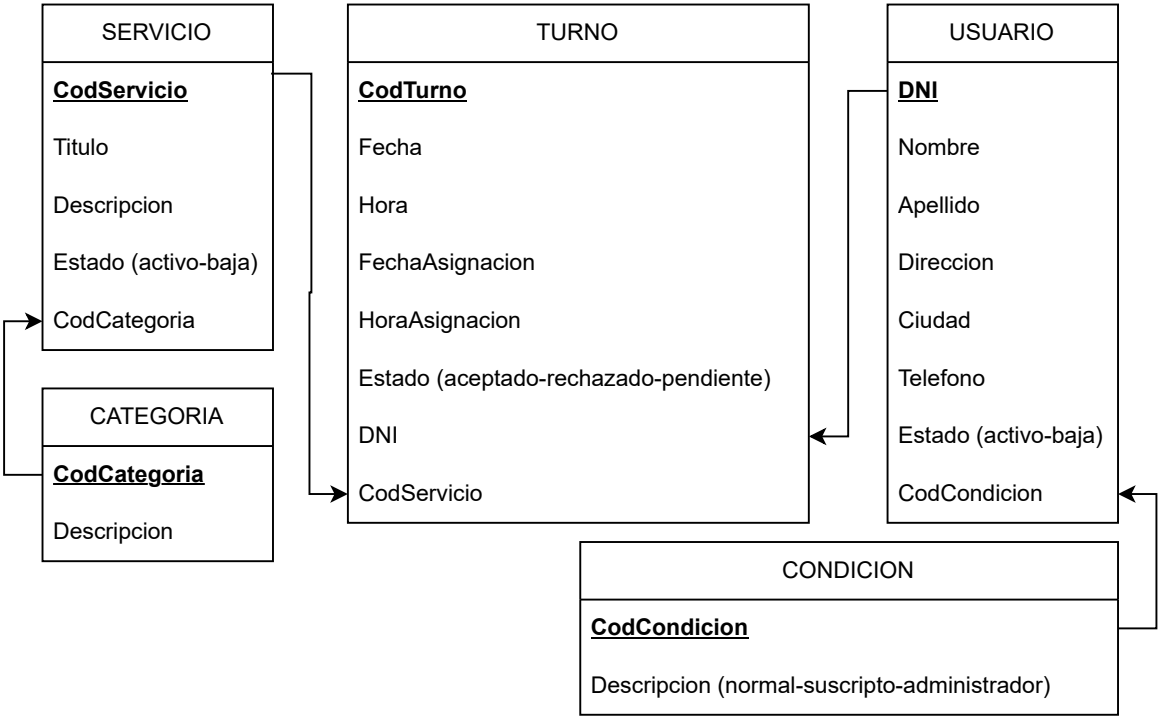 SERVICIO
CodServicio
Titulo
Descripcion
Estado (activo-baja)
CodCategoria
CATEGORIA
CodCategoria
Descripcion
TURNO
CodTurno
Fecha
Hora
FechaAsignacion
HoraAsignacion
Estado (aceptado-rechazado-pendiente)
DNI
CodServicio
USUARIO
DNI
Nombre
Apellido
Direccion
Ciudad
Telefono
Estado (activo-baja)
CodCondicion
CONDICION
CodCondicion
Descripcion (normal-suscripto-administrador)